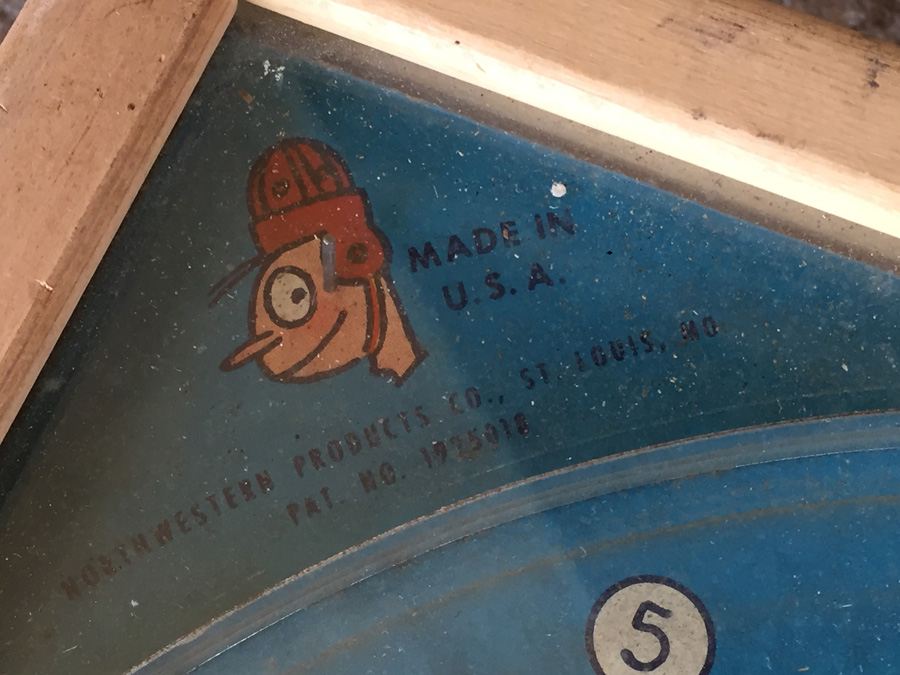 MADE IN
U.S.A.
NORTHWESTERN PRODUCTS CO., ST. LOUIS, MO
PAT. NO. 1925018
5